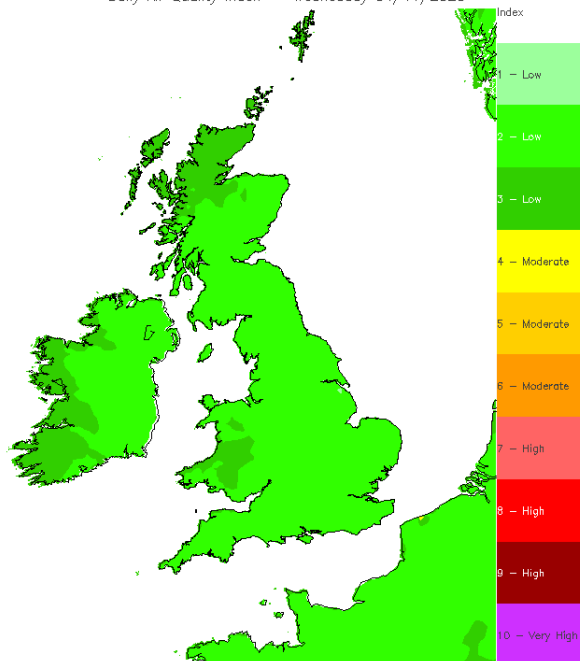 Index
1 - Low
2 - Low
3 - Low
4 - Moderate
5 - Moderate
6 - Moderate
7 - High
8 - High
9 - High
10 - Very High